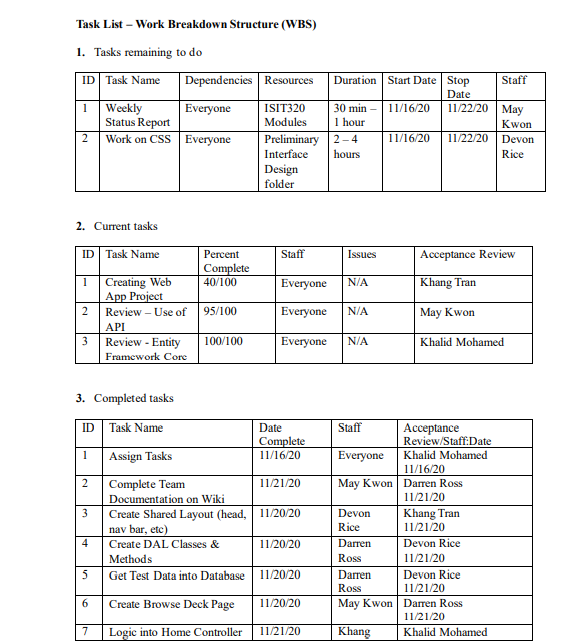 Task List – Work Breakdown Structure (WBS)
1. Tasks remaining to do
ID Task Name Dependencies Resources Duration Start Date Stop Date Staff
1 Weekly Status Report Everyone ISIT320 Modules 30 min – 1 hour 11/16/20 11/22/20 May Kwon
2 Work on CSS Everyone Preliminary Interface Design folder 2 – 4 hours 11/16/20 11/22/20 Devon Rice
2. Current tasks
ID Task Name Percent Complete Staff Issues Acceptance Review
1 Creating Web App Project 40/100 Everyone N/A Khang Tran
2 Review – Use of API 95/100 Everyone N/A May Kwon
3 Review - Entity Framework Core 100/100 Everyone N/A Khalid Mohamed
3. Completed tasks
ID Task Name Date Complete Staff Acceptance Review/Staff:Date
1 Assign Tasks 11/16/20 Everyone Khalid Mohamed 11/16/20
2 Complete Team Documentation on Wiki 11/21/20 May Kwon Darren Ross 11/21/20
3 Create Shared Layout (head, nav bar, etc) 11/20/20 Devon Rice Khang Tran 11/21/20
4 Create DAL Classes & Methods 11/20/20 Darren Ross Devon Rice 11/21/20
5 Get Test Data into Database 11/20/20 Darren Ross Devon Rice 11/21/20
6 Create Browse Deck Page 11/20/20 May Kwon Darren Ross 11/21/20
7 Logic into Home Controller 11/21/20 Khang Khalid Mohamed